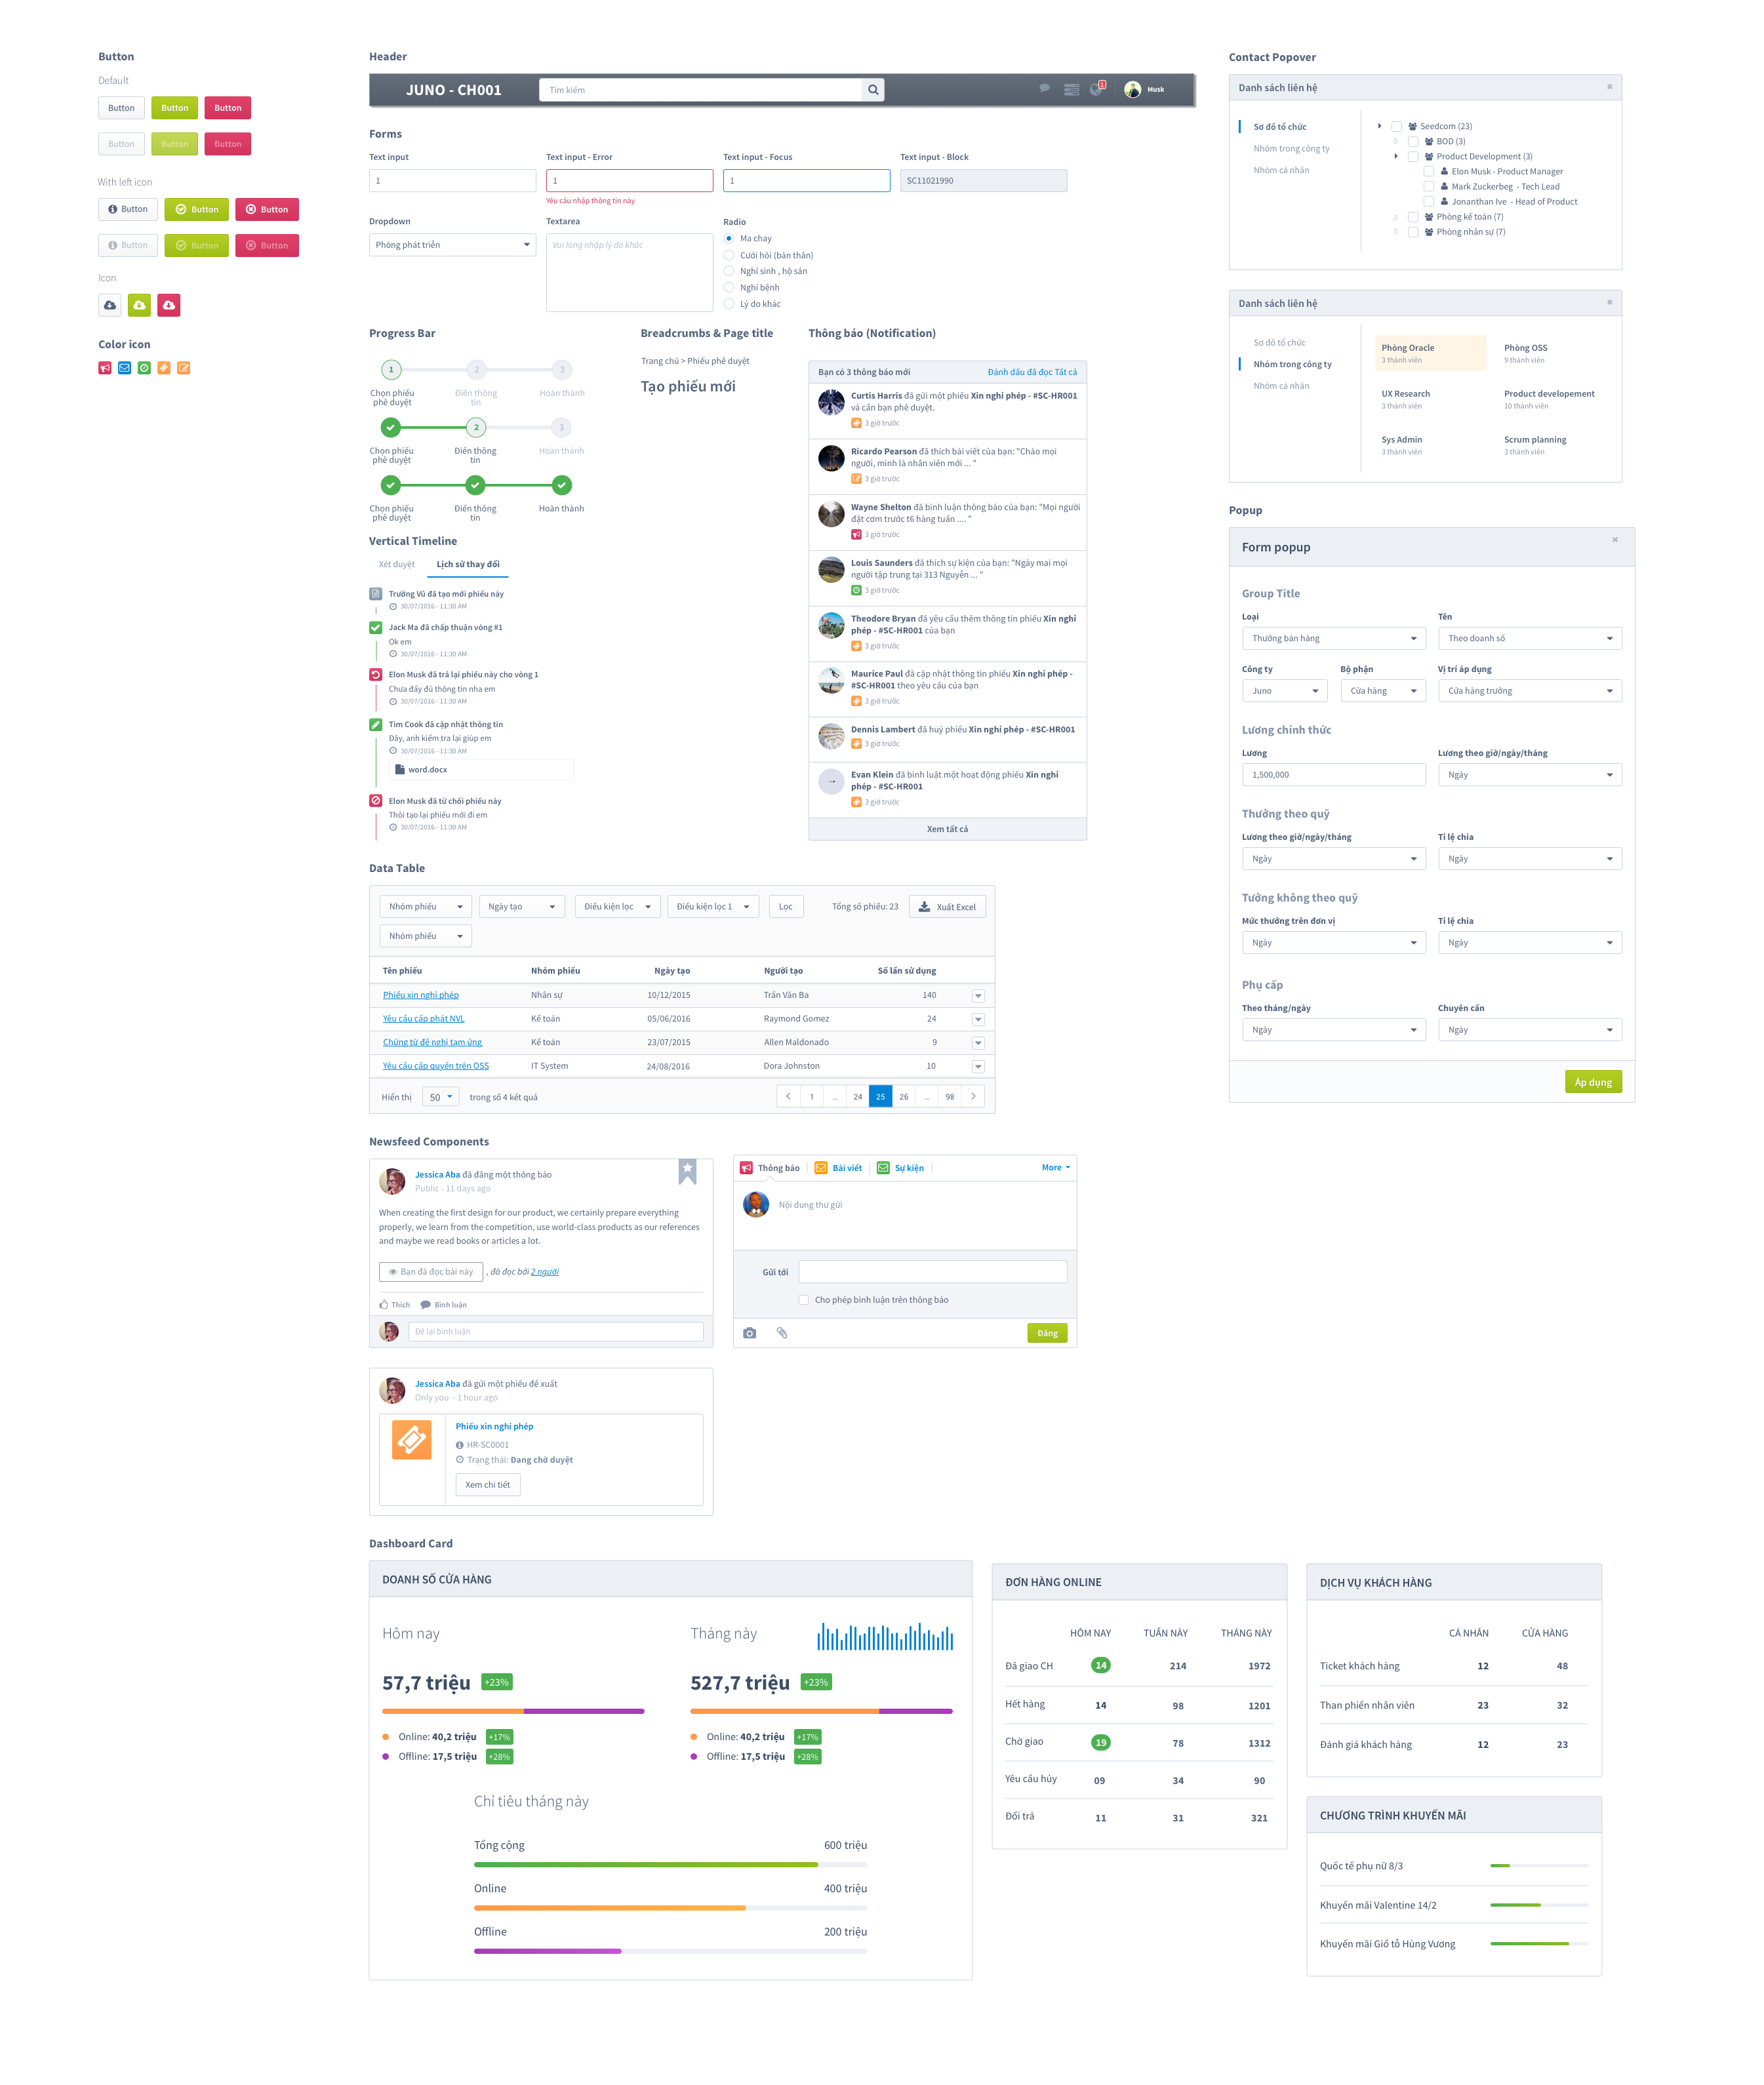 Button
Default
Button Button Button
Button Button Button
With left icon
Button Button Button
Button Button Button
Icon
Color icon
Header
JUNO - CH001
Tìm kiếm
1
Musk
Forms
Text input
1
Text input - Error
1
Yêu cầu nhập thông tin này
Text input - Focus
1
Text input - Block
SC11021990
Dropdown
Phòng phát triển
Textarea
Vui lòng nhập lý do khác
Radio
Ma chay
Cưới hỏi (bản thân)
Nghỉ sinh , hộ sản
Nghỉ bệnh
Lý do khác
Progress Bar
1 2 3
Chọn phiếu
phê duyệt
Điền thông
tin
Hoàn thành
2 3
Chọn phiếu
phê duyệt
Điền thông
tin
Hoàn thành
Chọn phiếu
phê duyệt
Điền thông
tin
Hoàn thành
Breadcrumbs & Page title
Trang chủ > Phiếu phê duyệt
Tạo phiếu mới
Vertical Timeline
Xét duyệt Lịch sử thay đổi
Trường Vũ đã tạo mới phiếu này
30/07/2016 - 11:30 AM
Jack Ma đã chấp thuận vòng #1
Ok em
30/07/2016 - 11:30 AM
Elon Musk đã trả lại phiếu này cho vòng 1
Chưa đầy đủ thông tin nha em
30/07/2016 - 11:30 AM
Tim Cook đã cập nhật thông tin
Đây, anh kiểm tra lại giúp em
30/07/2016 - 11:30 AM
word.docx
Elon Musk đã từ chối phiếu này
Thôi tạo lại phiếu mới đi em
30/07/2016 - 11:30 AM
Thông báo (Notification)
Bạn có 3 thông báo mới Đánh dấu đã đọc Tất cả
Curtis Harris đã gửi một phiếu Xin nghỉ phép - #SC-HR001
và cần bạn phê duyệt.
3 giờ trước
Ricardo Pearson đã thích bài viết của bạn: "Chào mọi
người, mình là nhân viên mới ... "
3 giờ trước
Wayne Shelton đã bình luận thông báo của bạn: "Mọi người
đặt cơm trước t6 hàng tuần .... "
3 giờ trước
Louis Saunders đã thích sự kiện của bạn: "Ngày mai mọi
người tập trung tại 313 Nguyễn ... "
3 giờ trước
Theodore Bryan đã yêu cầu thêm thông tin phiếu Xin nghỉ
phép - #SC-HR001 của bạn
3 giờ trước
Maurice Paul đã cập nhật thông tin phiếu Xin nghỉ phép -
#SC-HR001 theo yêu cầu của bạn
3 giờ trước
Dennis Lambert đã huỷ phiếu Xin nghỉ phép - #SC-HR001
3 giờ trước
Evan Klein đã bình luật một hoạt động phiếu Xin nghỉ
phép - #SC-HR001
3 giờ trước
Xem tất cả
Data Table
Nhóm phiếu Ngày tạo Điều kiện lọc Điều kiện lọc 1 Lọc Tổng số phiếu: 23 Xuất Excel
Nhóm phiếu
Tên phiếu Nhóm phiếu Ngày tạo Người tạo Số lần sử dụng
Phiếu xin nghỉ phép Nhân sự 10/12/2015 Trần Văn Ba 140
Yêu cầu cấp phát NVL Kế toán 05/06/2016 Raymond Gomez 24
Chứng từ đề nghị tạm ứng Kế toán 23/07/2015 Allen Maldonado 9
Yêu cầu cấp quyền trên OSS IT System 24/08/2016 Dora Johnston 10
Hiển thị 50 trong số 4 kết quả
1 ... 24 25 26 ... 98
Newsfeed Components
Jessica Aba đã đăng một thông báo
Public - 11 days ago
When creating the first design for our product, we certainly prepare everything
properly, we learn from the competition, use world-class products as our references
and maybe we read books or articles a lot.
Bạn đã đọc bài này , đã đọc bởi 2 người
Thích Bình luận
Để lại bình luận
Thông báo Bài viết Sự kiện More
Nội dung thư gửi
Gửi tới
Cho phép bình luận trên thông báo
Đăng
Jessica Aba đã gửi một phiếu đề xuất
Only you - 1 hour ago
Phiếu xin nghỉ phép
HR-SC0001
Trạng thái: Đang chờ duyệt
Xem chi tiết
Contact Popover
Danh sách liên hệ
Sơ đồ tổ chức
Nhóm trong công ty
Nhóm cá nhân
Seedcom (23)
BOD (3)
Product Development (3)
Elon Musk - Product Manager
Mark Zuckerbeg - Tech Lead
Jonanthan Ive - Head of Product
Phòng kế toán (7)
Phòng nhân sự (7)
Danh sách liên hệ
Sơ đồ tổ chức
Nhóm trong công ty
Nhóm cá nhân
Phòng Oracle
3 thành viên
Phòng OSS
9 thành viên
UX Research
3 thành viên
Product developement
10 thành viên
Sys Admin
3 thành viên
Scrum planning
3 thành viên
Popup
Form popup
Group Title
Loại Tên
Thưởng bán hàng Theo doanh số
Công ty Bộ phận Vị trí áp dụng
Juno Cửa hàng Cửa hàng trưởng
Lương chính thức
Lương Lương theo giờ/ngày/tháng
1,500,000 Ngày
Thưởng theo quỹ
Lương theo giờ/ngày/tháng Tỉ lệ chia
Ngày Ngày
Tưởng không theo quỹ
Mức thưởng trên đơn vị Tỉ lệ chia
Ngày Ngày
Phụ cấp
Theo tháng/ngày Chuyên cần
Ngày Ngày
Áp dụng
Dashboard Card
DOANH SỐ CỬA HÀNG
Hôm nay
57,7 triệu +23%
Online: 40,2 triệu +17%
Offline: 17,5 triệu +28%
Tháng này
527,7 triệu +23%
Online: 40,2 triệu +17%
Offline: 17,5 triệu +28%
Chỉ tiêu tháng này
Tổng cộng 600 triệu
Online 400 triệu
Offline 200 triệu
ĐƠN HÀNG ONLINE
HÔM NAY TUẦN NÀY THÁNG NÀY
Đã giao CH 14 214 1972
Hết hàng 14 98 1201
Chờ giao 19 78 1312
Yêu cầu hủy 09 34 90
Đổi trả 11 31 321
DỊCH VỤ KHÁCH HÀNG
CÁ NHÂN CỬA HÀNG
Ticket khách hàng 12 48
Than phiền nhân viên 23 32
Đánh giá khách hàng 12 23
CHƯƠNG TRÌNH KHUYẾN MÃI
Quốc tế phụ nữ 8/3
Khuyến mãi Valentine 14/2
Khuyến mãi Giổ tổ Hùng Vương